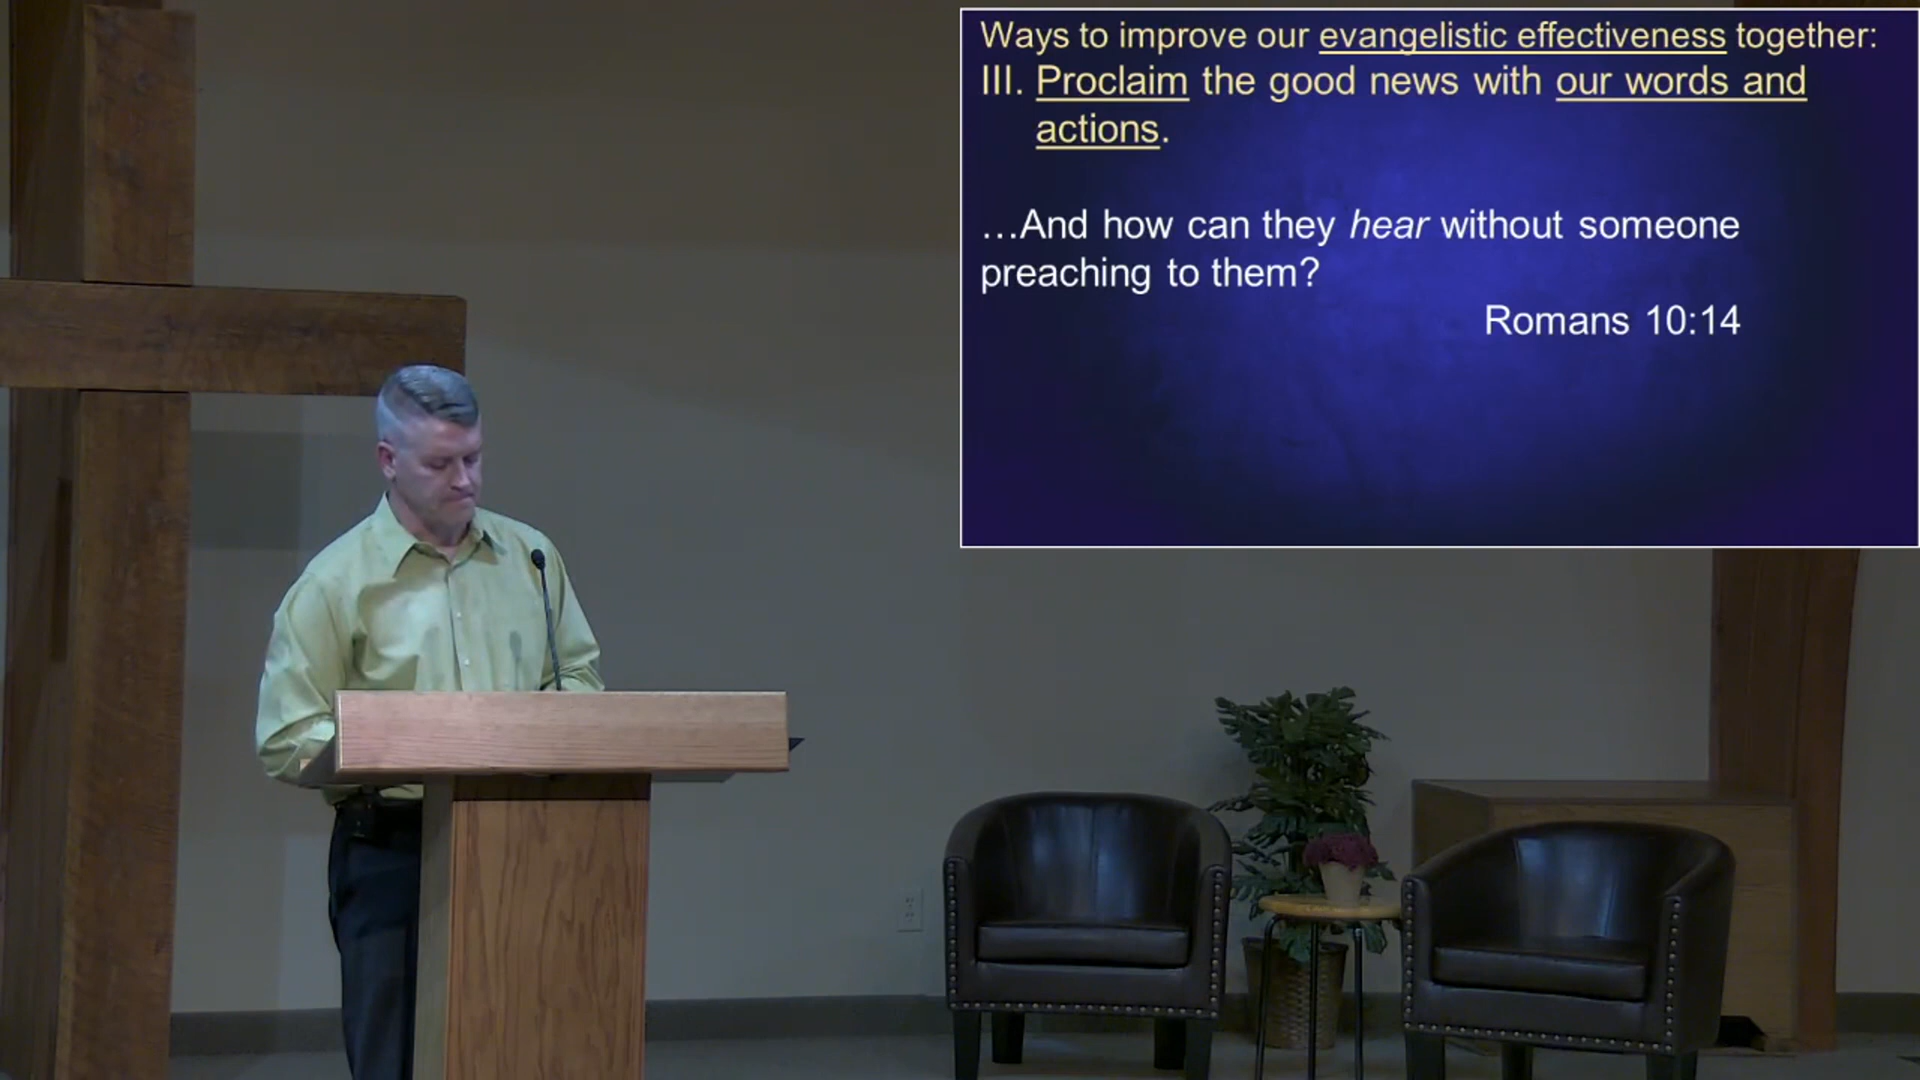 Ways to improve our evangelistic effectiveness together:
III. Proclaim the good news with our words and
actions.
…And how can they hear without someone
preaching to them?
Romans 10:14